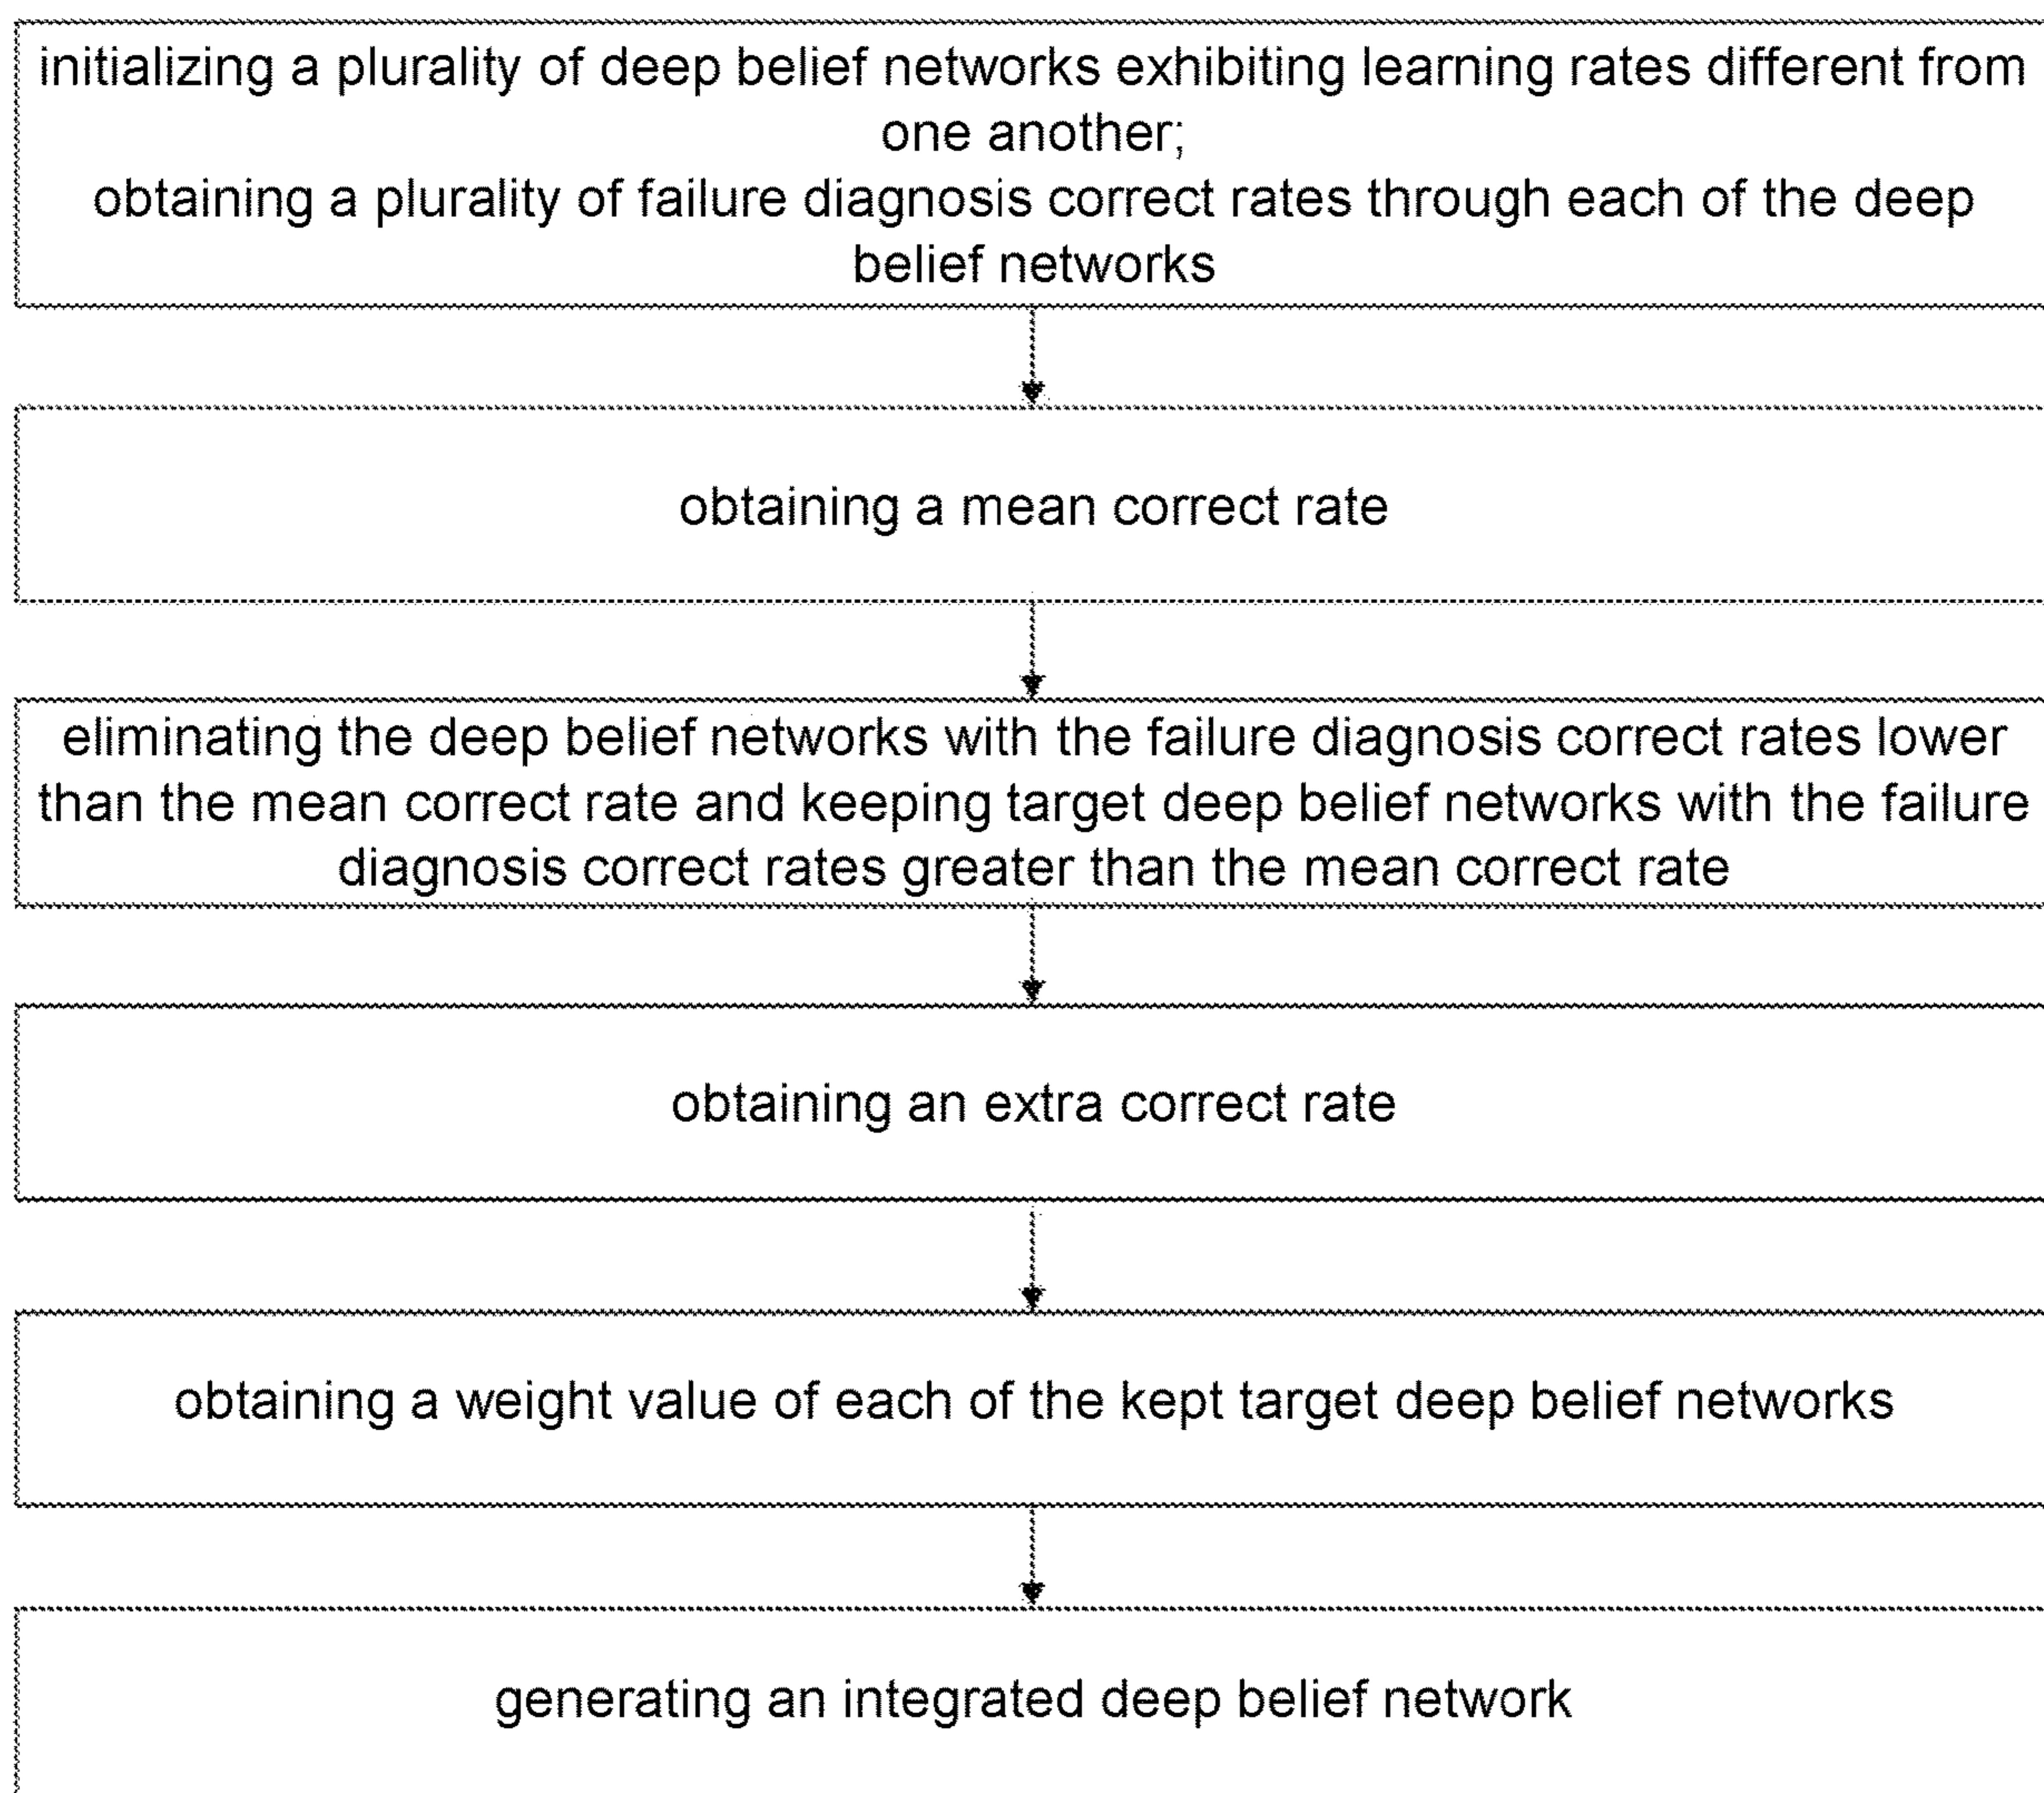 initializing a plurality of deep belief networks exhibiting learning rates different from
one another;
obtaining a plurality of failure diagnosis correct rates through each of the deep
belief networks
obtaining a mean correct rate
eliminating the deep belief networks with the failure diagnosis correct rates lower
than the mean correct rate and keeping target deep belief networks with the failure
diagnosis correct rates greater than the mean correct rate
obtaining an extra correct rate
obtaining a weight value of each of the kept target deep belief networks
generating an integrated deep belief network